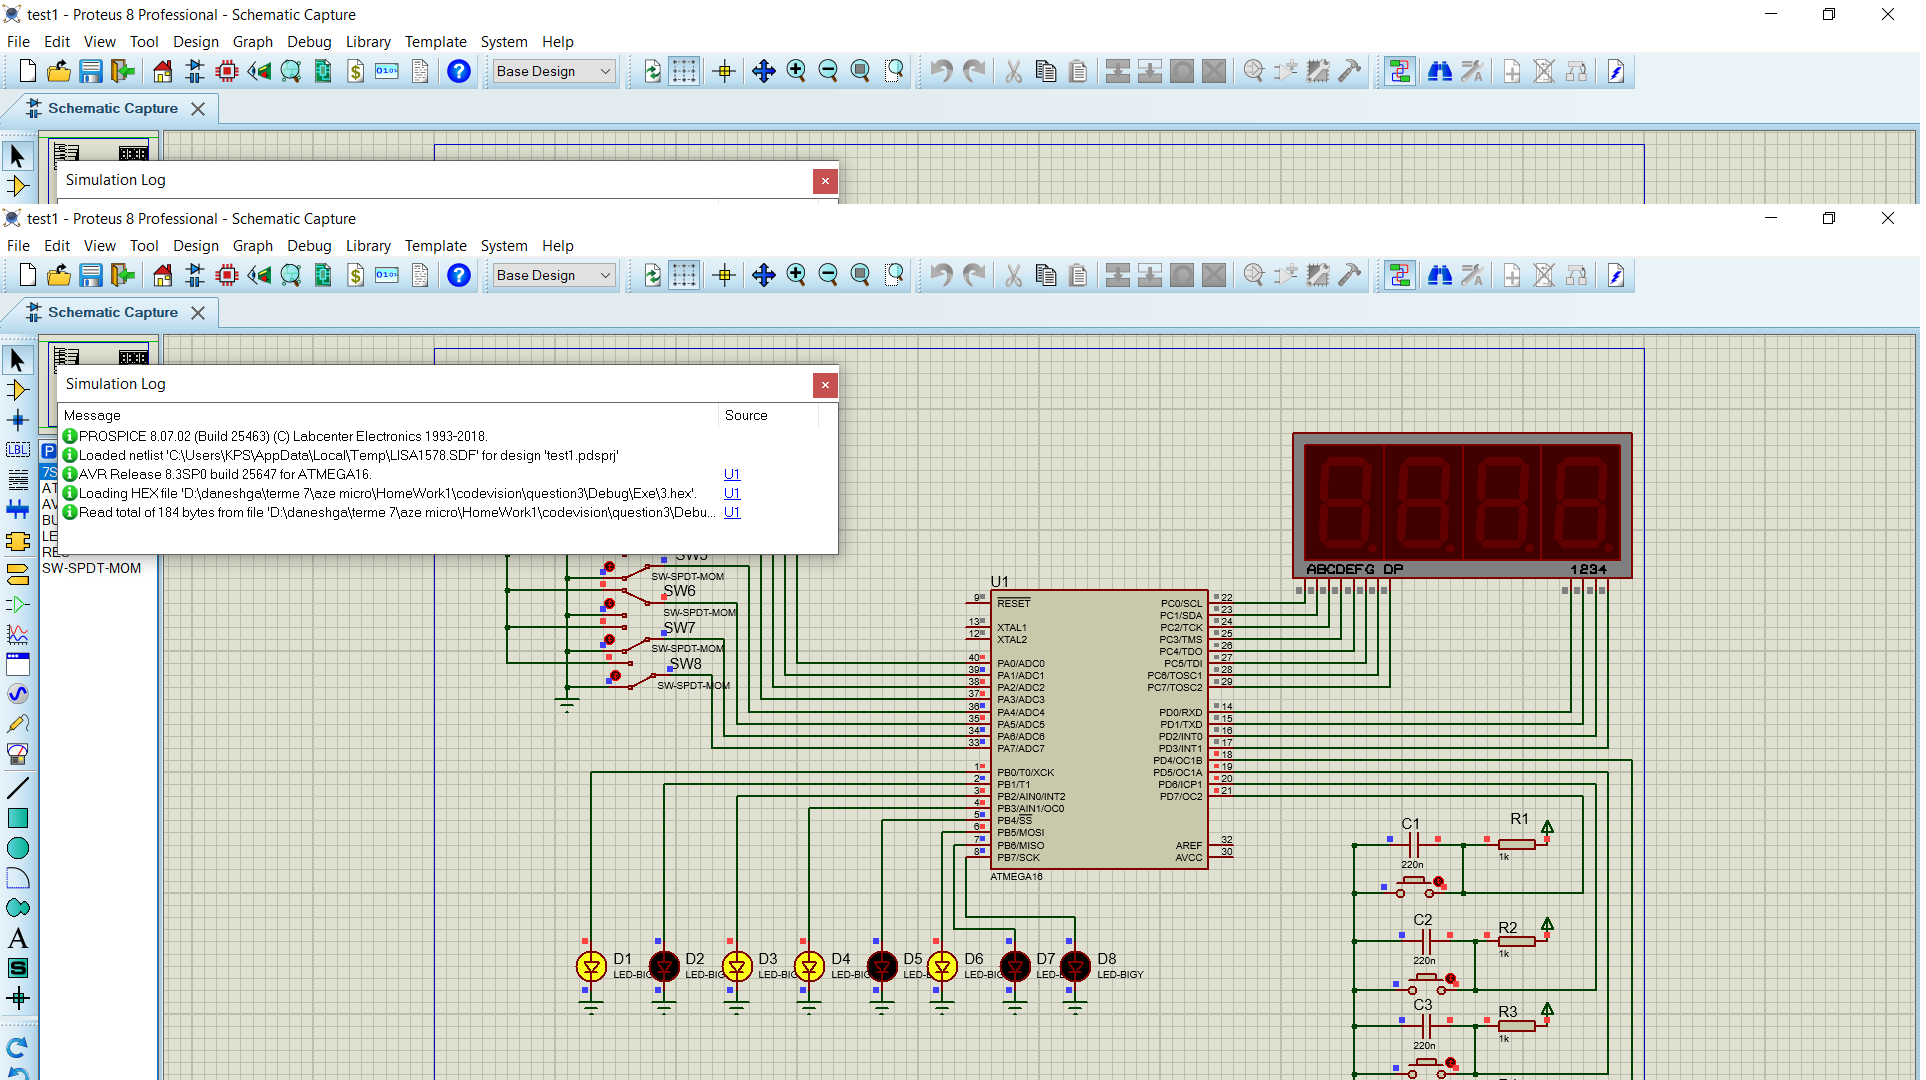 test1 - Proteus 8 Professional - Schematic Capture
File Edit View Tool Design Graph Debug Library Template System Help
Base Design
Schematic Capture
Simulation Log
test1 - Proteus 8 Professional - Schematic Capture
File Edit View Tool Design Graph Debug Library Template System Help
Base Design
Schematic Capture
Simulation Log
Message Source
PROSPICE 8.07.02 (Build 25463) (C) Labcenter Electronics 1993-2018.
Loaded netlist 'C:\Users\KPS\AppData\Local\Temp\LISA1578.SDF' for design 'test1.pdsprj'
AVR Release 8.3SP0 build 25647 for ATMEGA16. U1
Loading HEX file 'D:\daneshga\terme 7\aze micro\HomeWork1\codevision\question3\Debug\Exe\3.hex'. U1
Read total of 184 bytes from file 'D:\daneshga\terme 7\aze micro\HomeWork1\codevision\question3\Debu... U1
P
7S
AT
AV
BU
LE
RE
SW-SPDT-MOM
LBL
ABCDEFG DP 1234
SW-SPDT-MOM
SW6
SW-SPDT-MOM
SW7
SW-SPDT-MOM
SW8
SW-SPDT-MOM
U1
9 RESET PC0/SCL 22
PC1/SDA 23
13 XTAL1 PC2/TCK 24
12 XTAL2 PC3/TMS 25
PC4/TDO 26
40 PA0/ADC0 PC5/TDI 27
39 PA1/ADC1 PC6/TOSC1 28
38 PA2/ADC2 PC7/TOSC2 29
37 PA3/ADC3
36 PA4/ADC4 PD0/RXD 14
35 PA5/ADC5 PD1/TXD 15
34 PA6/ADC6 PD2/INT0 16
33 PA7/ADC7 PD3/INT1 17
PD4/OC1B 18
1 PB0/T0/XCK PD5/OC1A 19
2 PB1/T1 PD6/ICP1 20
3 PB2/AIN0/INT2 PD7/OC2 21
4 PB3/AIN1/OC0
5 PB4/SS
6 PB5/MOSI
7 PB6/MISO AREF 32
8 PB7/SCK AVCC 30
ATMEGA16
C1 R1
220n 1k
C2 R2
220n 1k
C3 R3
220n 1k
D1 D2 D3 D4 D5 D6 D7 D8
LED-BIG LED-BIG LED-BIG LED-BIG LED-B LED-BIG LED-B LED-BIGY